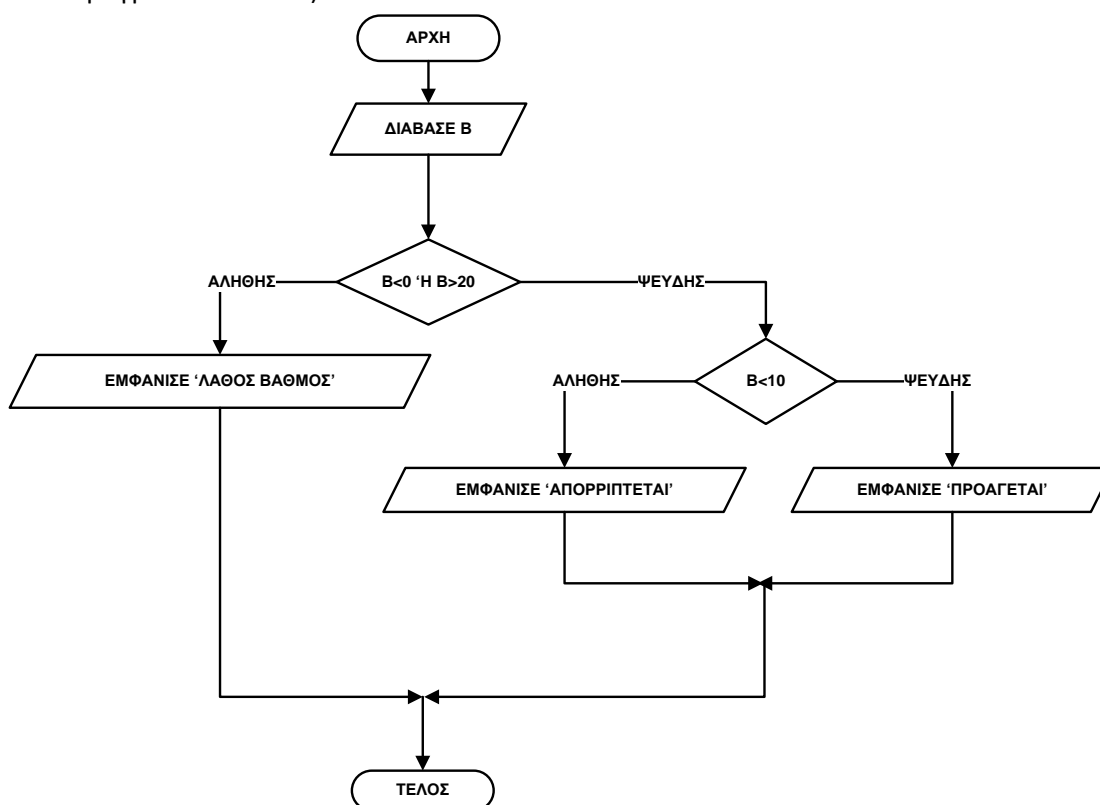 ΑΡΧΗ
ΔΙΑΒΑΣΕ Β
Β<0 ‘Η Β>20
ΑΛΗΘΗΣ
ΨΕΥΔΗΣ
ΕΜΦΑΝΙΣΕ ‘ΛΑΘΟΣ ΒΑΘΜΟΣ’
Β<10
ΑΛΗΘΗΣ
ΨΕΥΔΗΣ
ΕΜΦΑΝΙΣΕ ‘ΑΠΟΡΡΙΠΤΕΤΑΙ’
ΕΜΦΑΝΙΣΕ ‘ΠΡΟΑΓΕΤΑΙ’
ΤΕΛΟΣ